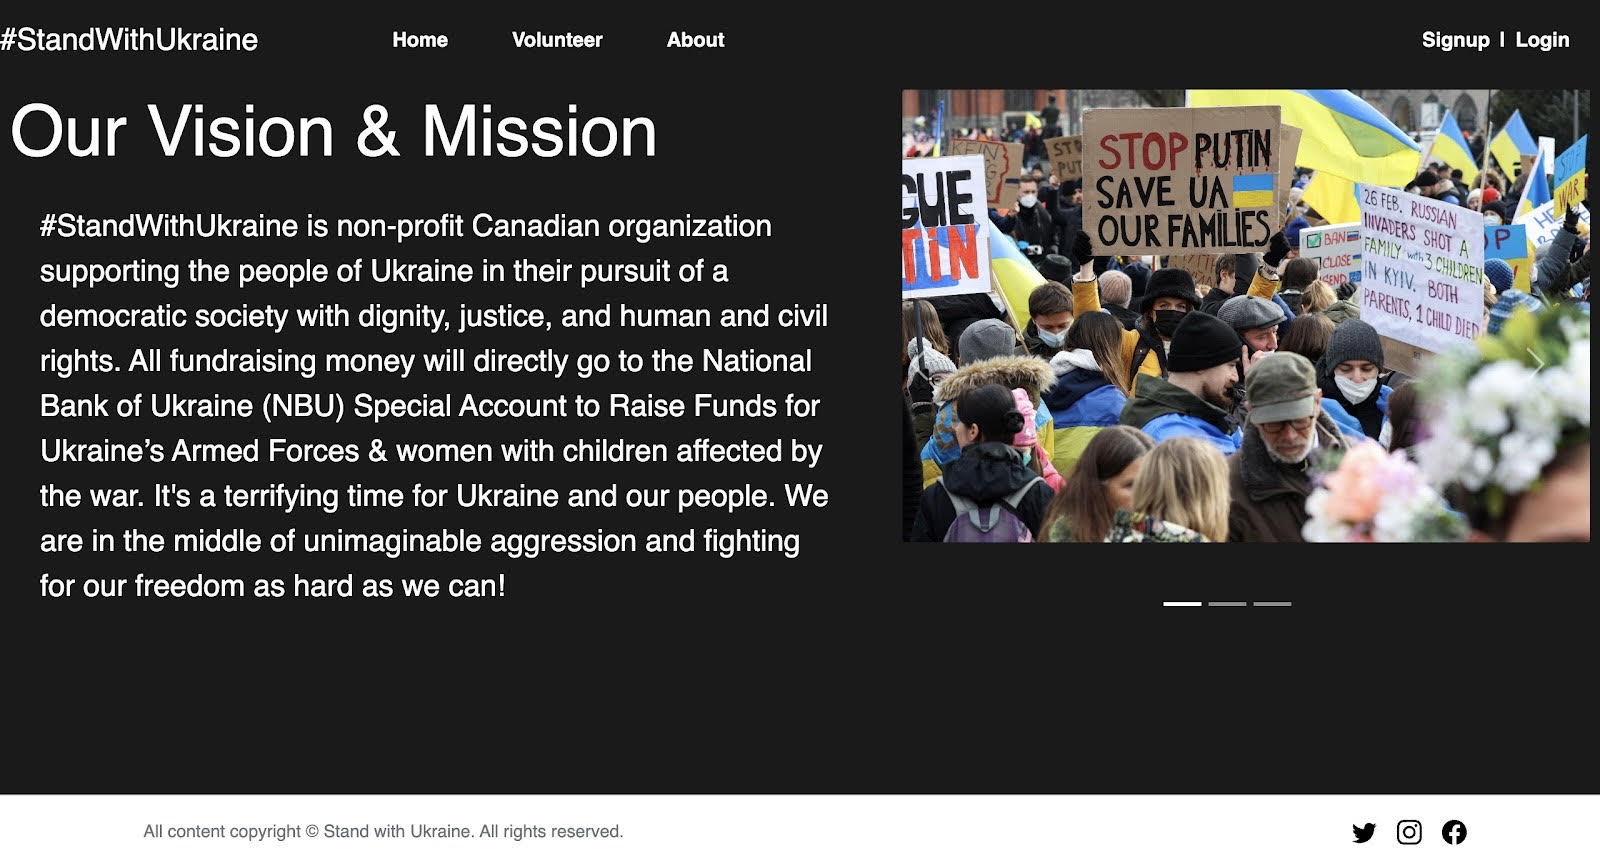 #StandWithUkraine
Home Volunteer About
Signup | Login
Our Vision & Mission
#StandWithUkraine is non-profit Canadian organization
supporting the people of Ukraine in their pursuit of a
democratic society with dignity, justice, and human and civil
rights. All fundraising money will directly go to the National
Bank of Ukraine (NBU) Special Account to Raise Funds for
Ukraine’s Armed Forces & women with children affected by
the war. It's a terrifying time for Ukraine and our people. We
are in the middle of unimaginable aggression and fighting
for our freedom as hard as we can!
KEIN
STOP PUTIN
SAVE UA
OUR FAMILIES
26 FEB. RUSSIAN
INVADERS SHOT A
FAMILY with 3 CHILDREN
IN KYIV. BOTH
PARENTS, 1 CHILD DIED
BAN
CLOSE
STOP
WAR
All content copyright © Stand with Ukraine. All rights reserved.